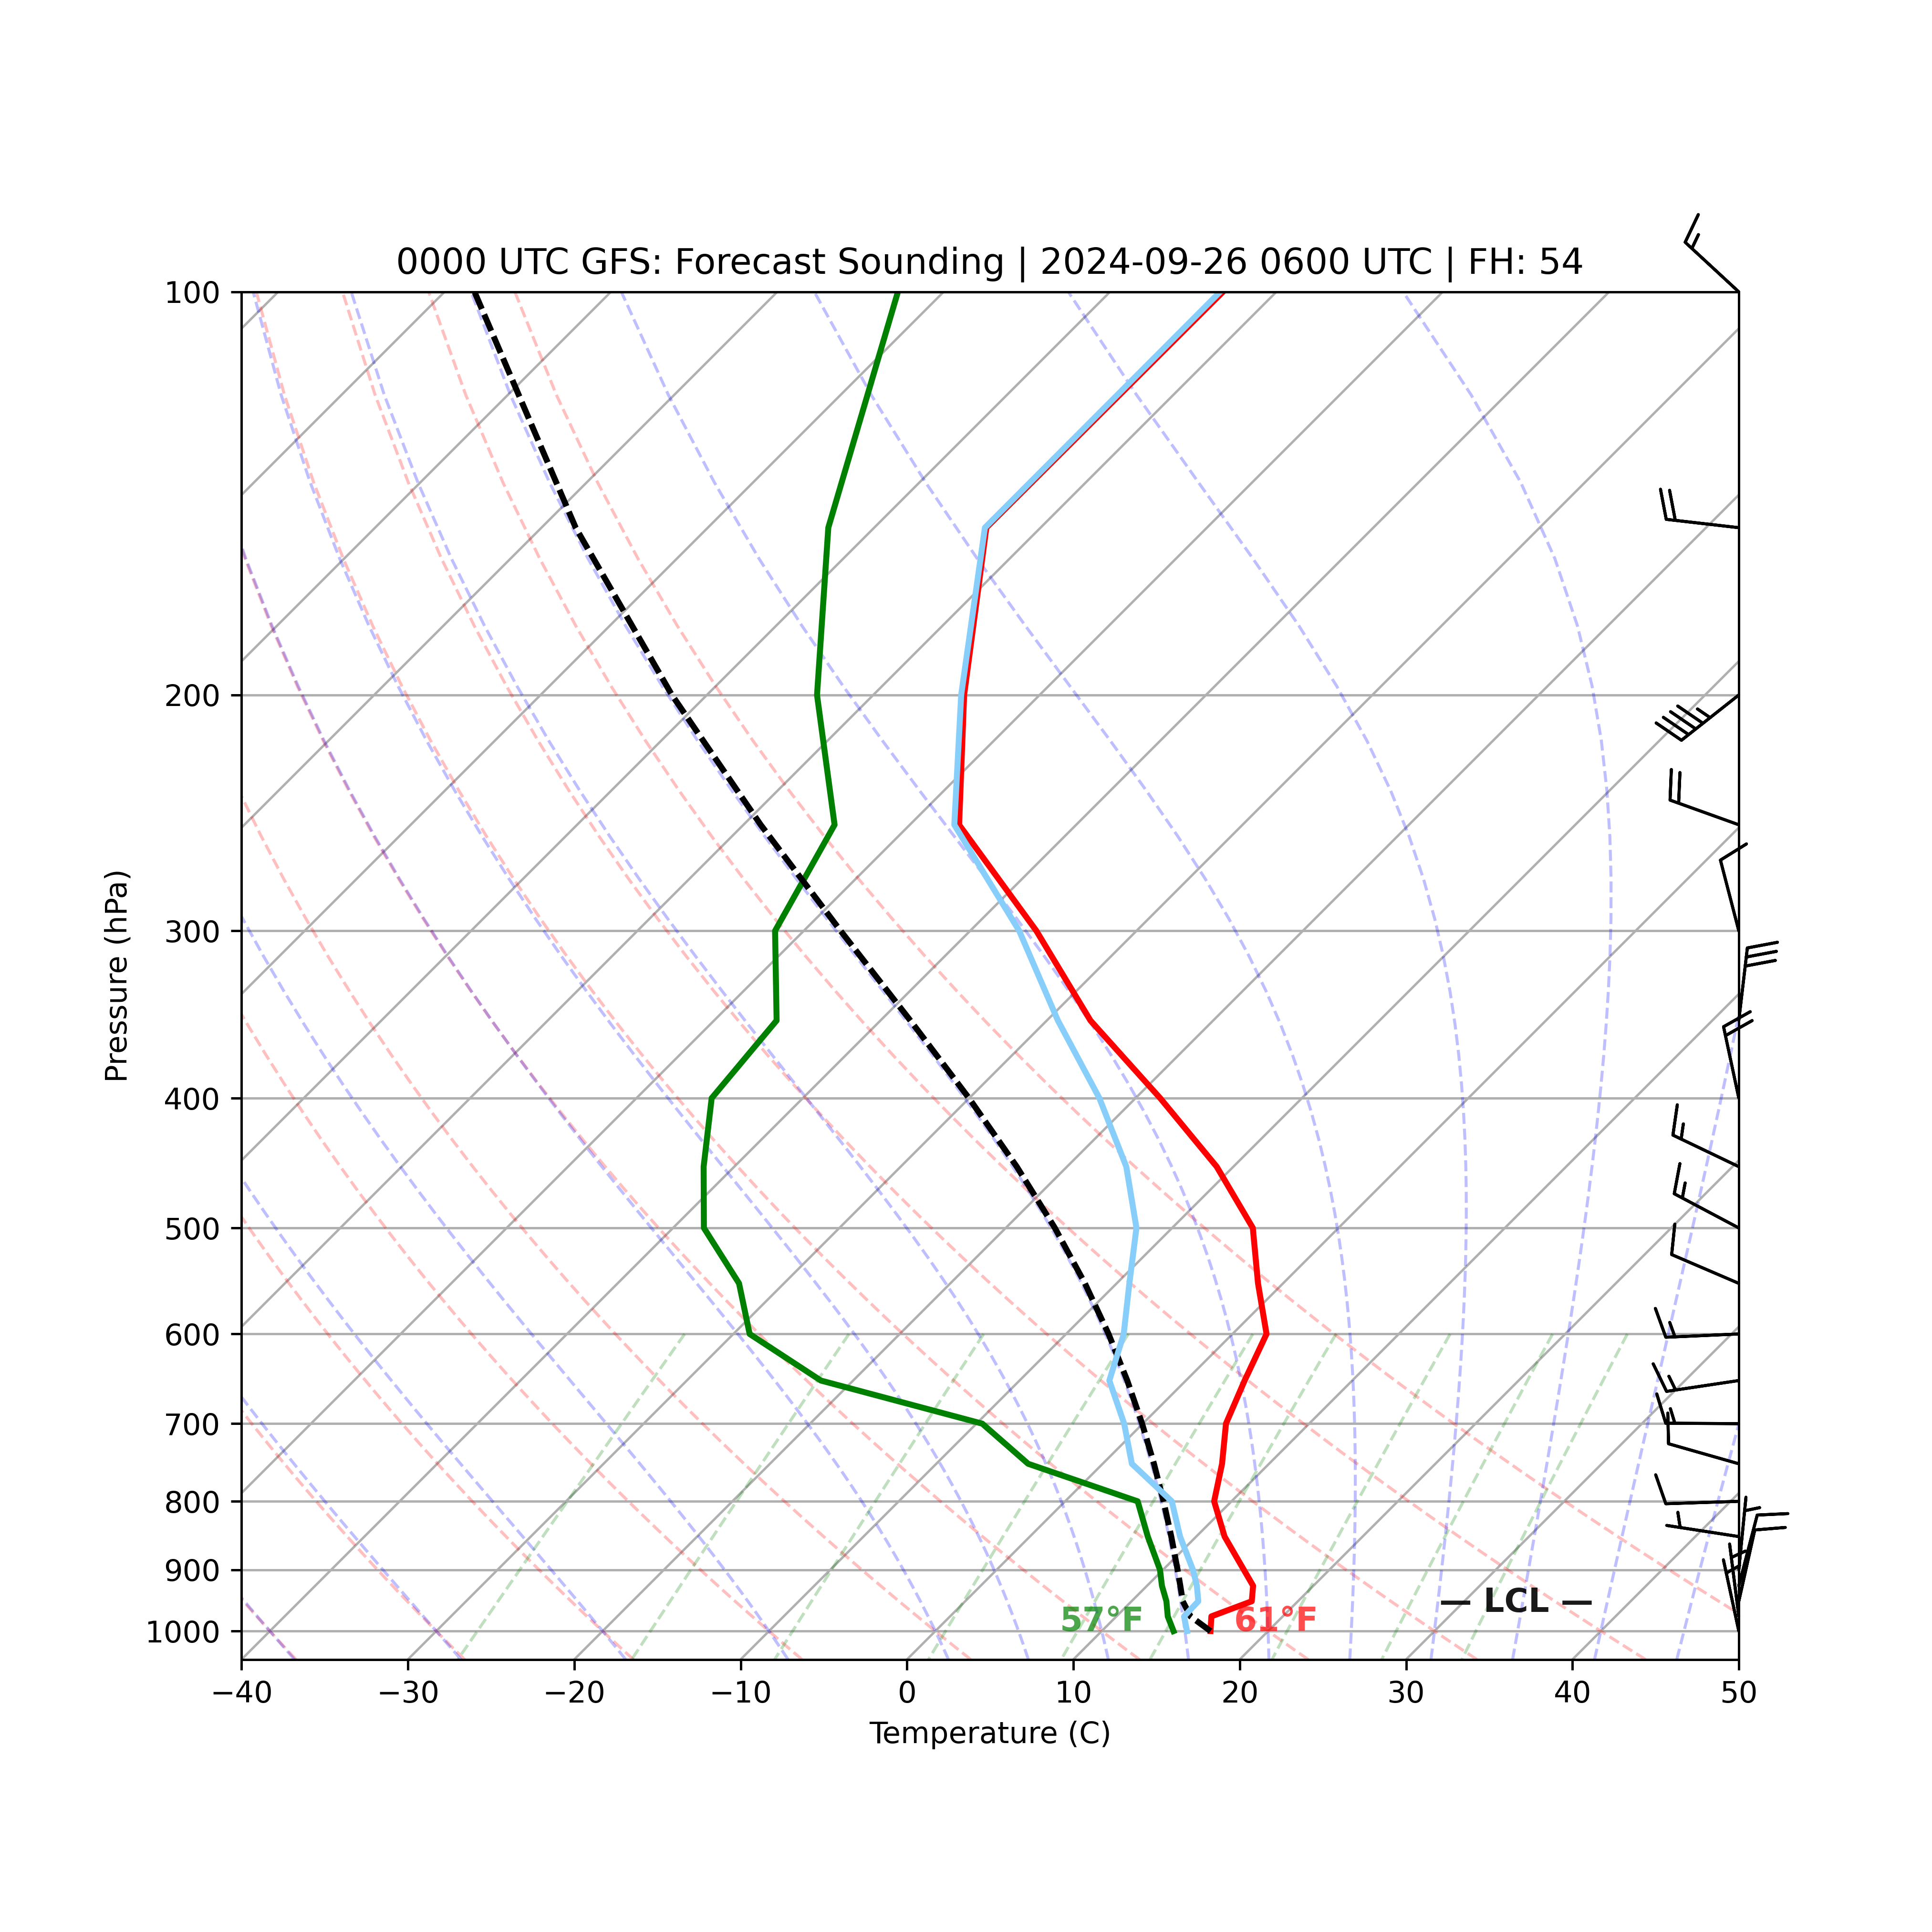 0000 UTC GFS: Forecast Sounding | 2024-09-26 0600 UTC | FH: 54
100
200
300
400
500
600
700
800
900
1000
Pressure (hPa)
57°F
61°F
— LCL —
−40 −30 −20 −10 0 10 20 30 40 50
Temperature (C)